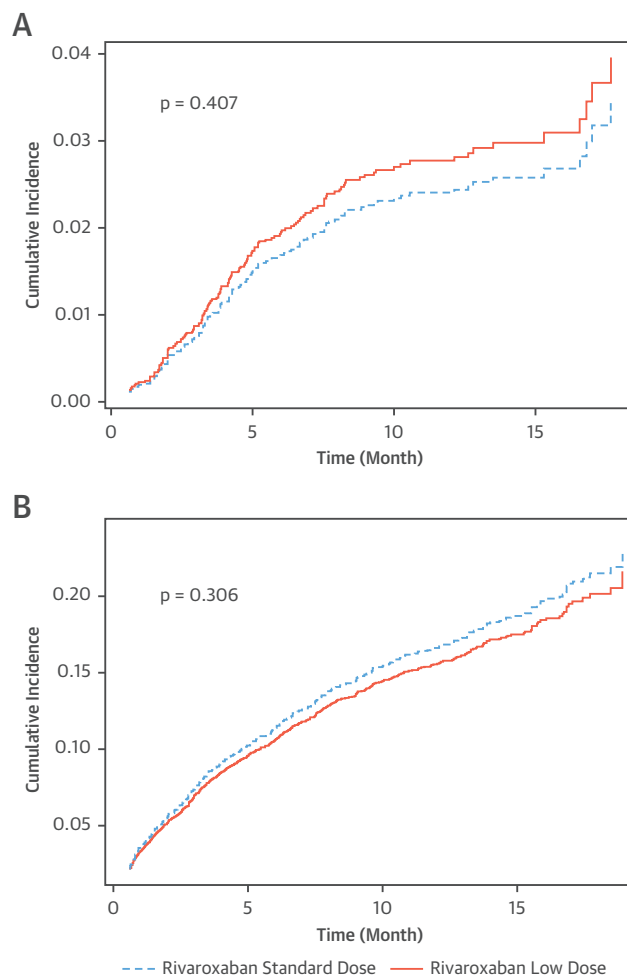 A
0.04
p = 0.407
0.03
0.02
0.01
0.00
Cumulative Incidence
0 5 10 15
Time (Month)
B
p = 0.306
0.20
0.15
0.10
0.05
Cumulative Incidence
0 5 10 15
Time (Month)
Rivaroxaban Standard Dose Rivaroxaban Low Dose